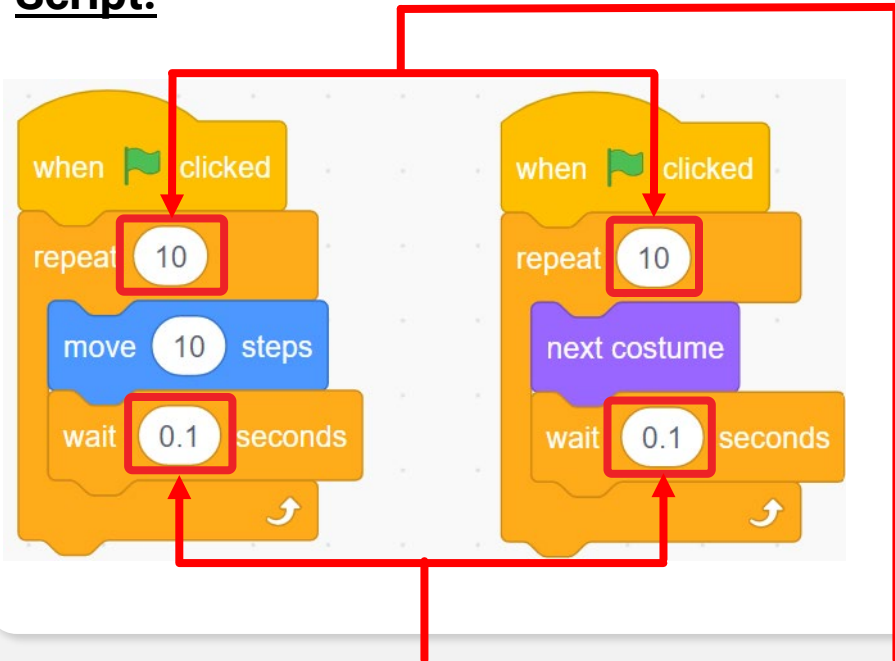 Script:
when clicked
repeat 10
move 10 steps
wait 0.1 seconds
when clicked
repeat 10
next costume
wait 0.1 seconds